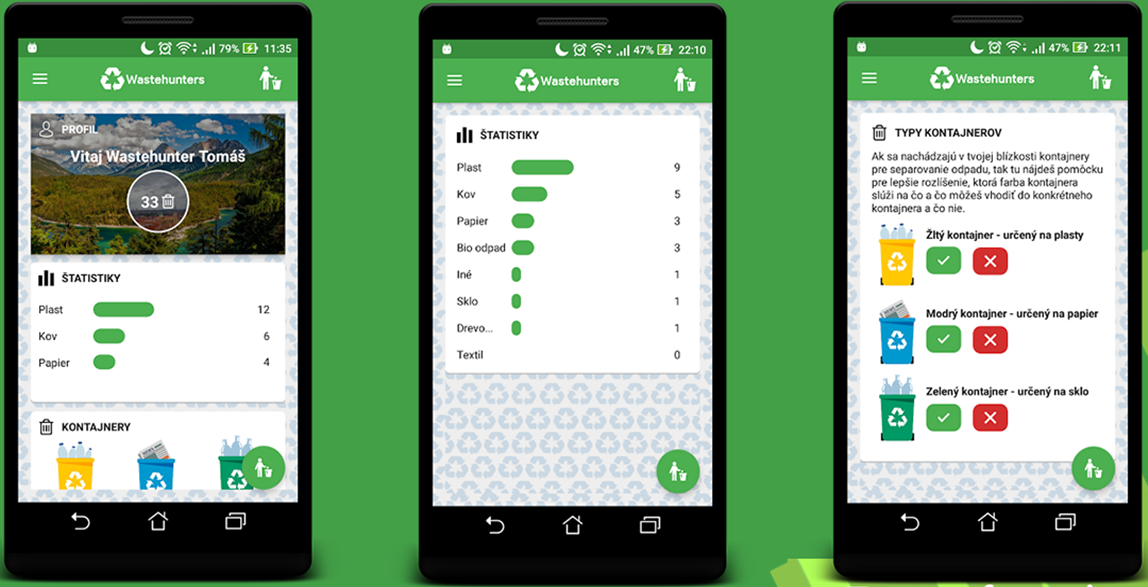 79% 11:35
Wastehunters
PROFIL
Vitaj Wastehunter Tomáš
33
ŠTATISTIKY
Plast 12
Kov 6
Papier 4
KONTAJNERY
47% 22:10
Wastehunters
ŠTATISTIKY
Plast 9
Kov 5
Papier 3
Bio odpad 3
Iné 1
Sklo 1
Drevo... 1
Textil 0
47% 22:11
Wastehunters
TYPY KONTAJNEROV
Ak sa nachádzajú v tvojej blízkosti kontajnery
pre separovanie odpadu, tak tu nájdeš pomôcku
pre lepšie rozlíšenie, ktorá farba kontajnera
slúži na čo a čo môžeš vhodiť do konkrétneho
kontajnera a čo nie.
Žltý kontajner - určený na plasty
Modrý kontajner - určený na papier
Zelený kontajner - určený na sklo